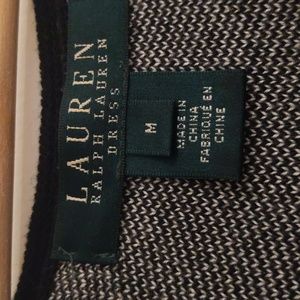 LAUREN
RALPH LAUREN
DRESS
M
MADE IN
CHINA
FABRIQUÉ EN
CHINE